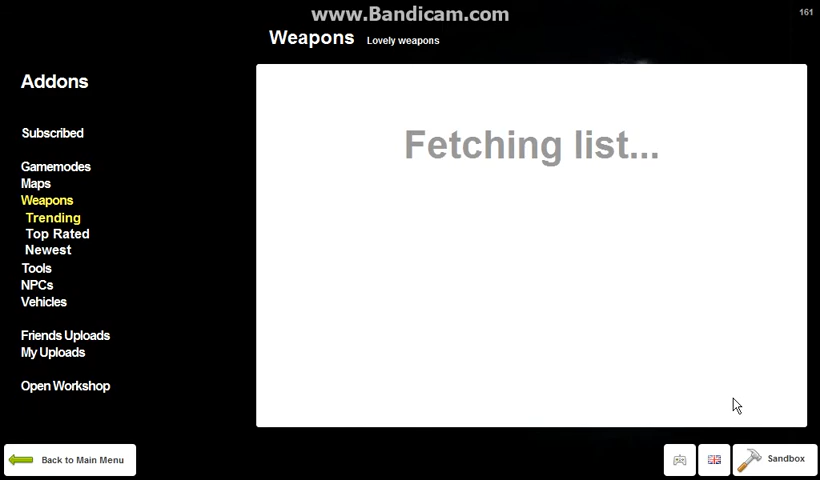 www.Bandicam.com
161
Weapons Lovely weapons
Addons
Fetching list...
Subscribed
Gamemodes
Maps
Weapons
Trending
Top Rated
Newest
Tools
NPCs
Vehicles
Friends Uploads
My Uploads
Open Workshop
Back to Main Menu
Sandbox